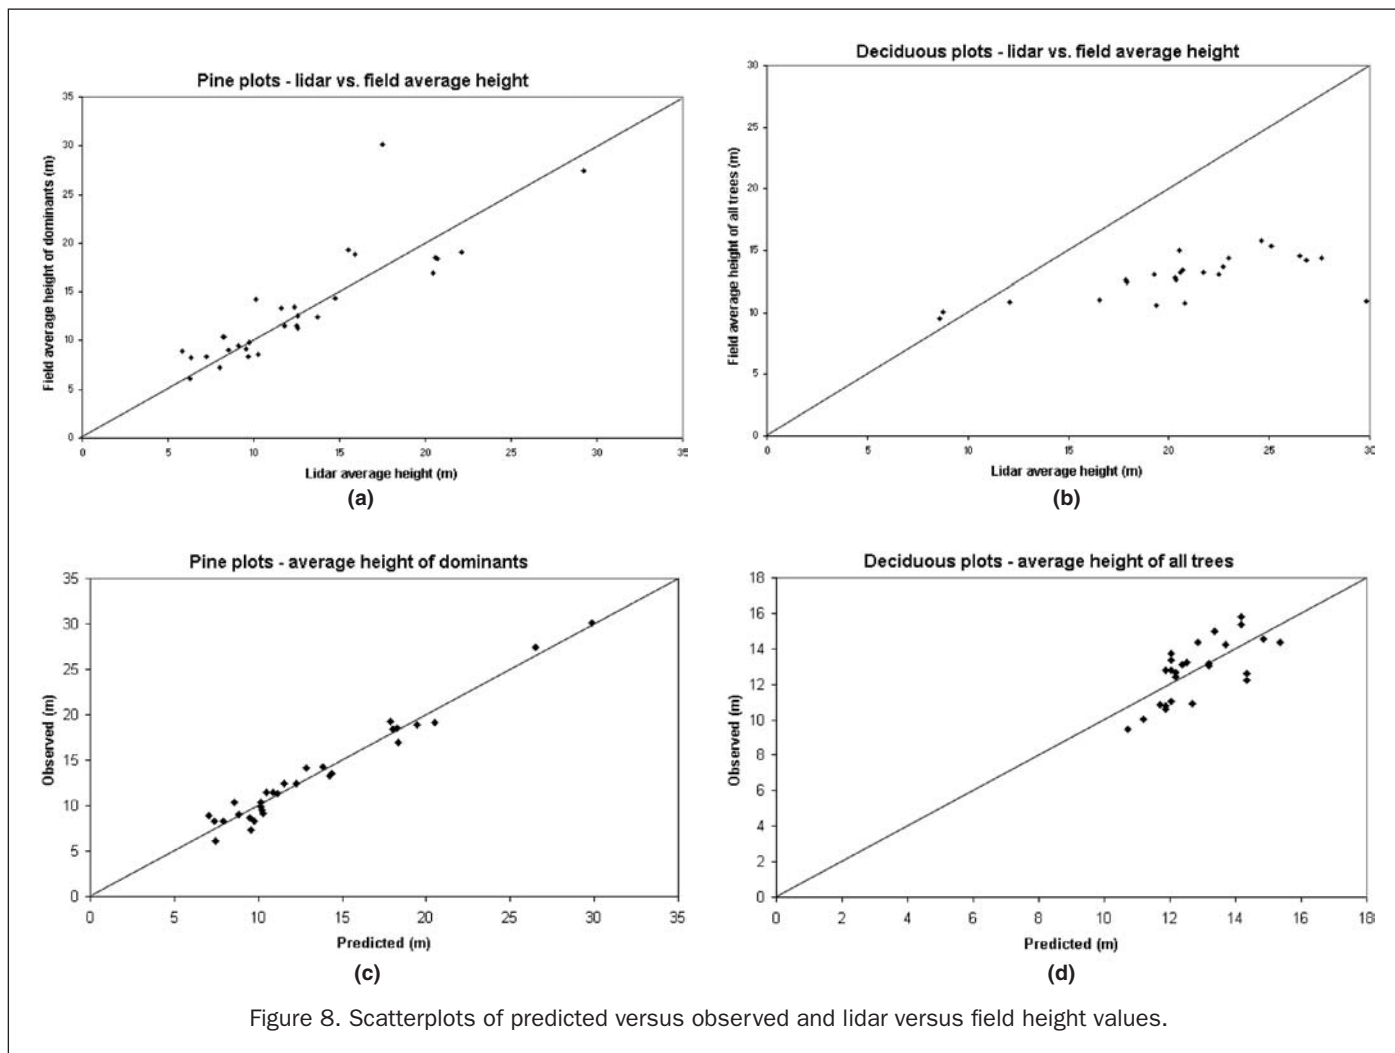 Pine plots - lidar vs. field average height
35
30
25
20
15
10
5
0
Field average height of dominants (m)
0 5 10 15 20 25 30 35
Lidar average height (m)
(a)
Deciduous plots - lidar vs. field average height
30
25
20
15
10
5
0
Field average height of all trees (m)
0 5 10 15 20 25 30
Lidar average height (m)
(b)
Pine plots - average height of dominants
35
30
25
20
15
10
5
0
Observed (m)
0 5 10 15 20 25 30 35
Predicted (m)
(c)
Deciduous plots - average height of all trees
18
16
14
12
10
8
6
4
2
0
Observed (m)
0 2 4 6 8 10 12 14 16 18
Predicted (m)
(d)
Figure 8. Scatterplots of predicted versus observed and lidar versus field height values.